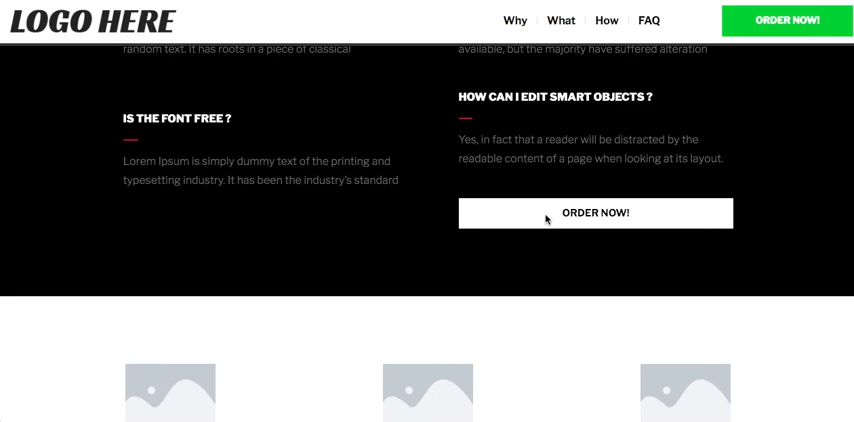 LOGO HERE
Why
What
How
FAQ
ORDER NOW!
random text. It has roots in a piece of classical
IS THE FONT FREE ?
Lorem Ipsum is simply dummy text of the printing and
typesetting industry. It has been the industry's standard
available, but the majority have suffered alteration
HOW CAN I EDIT SMART OBJECTS ?
Yes, in fact that a reader will be distracted by the
readable content of a page when looking at its layout.
ORDER NOW!